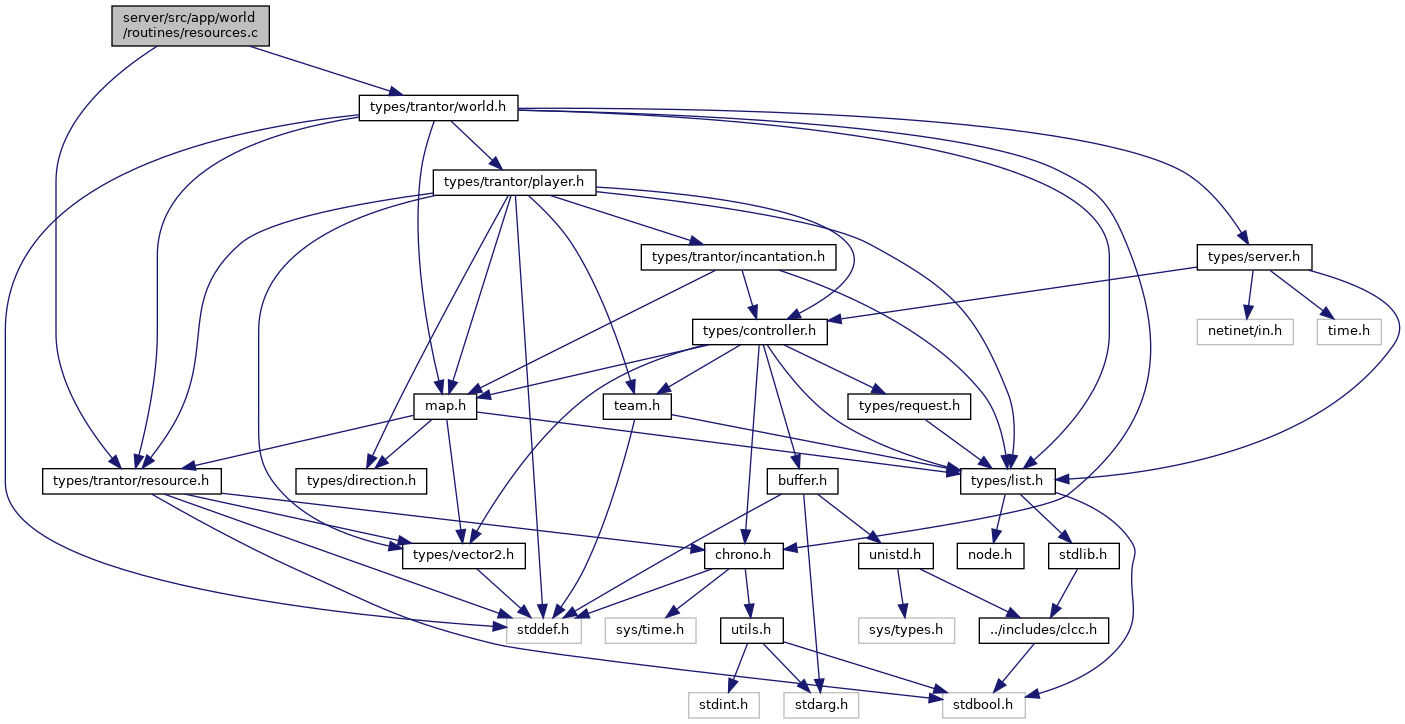 server/src/app/world
/routines/resources.c
types/trantor/world.h
types/trantor/player.h
types/trantor/incantation.h
types/server.h
types/controller.h
netinet/in.h
time.h
map.h
team.h
types/request.h
types/trantor/resource.h
types/direction.h
buffer.h
types/list.h
types/vector2.h
chrono.h
unistd.h
node.h
stdlib.h
stddef.h
sys/time.h
utils.h
sys/types.h
../includes/clcc.h
stdint.h
stdarg.h
stdbool.h